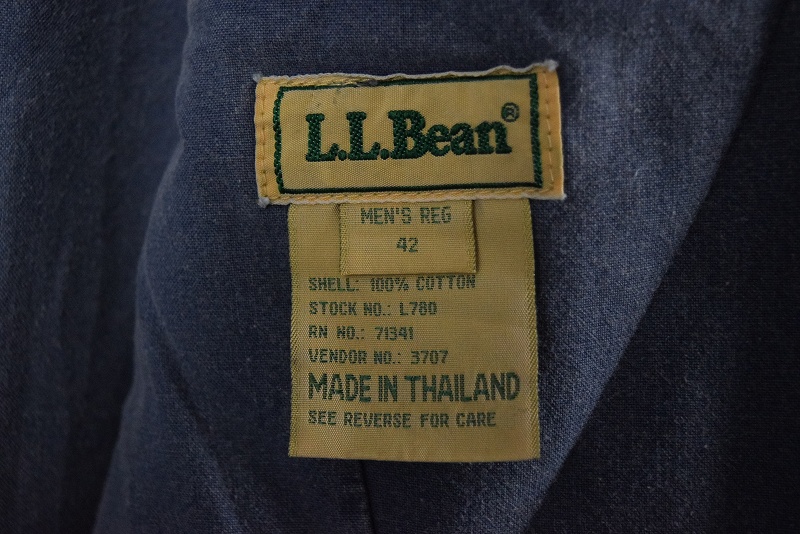 L.L.Bean®
MEN'S REG
42
SHELL: 100% COTTON
STOCK NO.: L780
RN NO.: 71341
VENDOR NO.: 3707
MADE IN THAILAND
SEE REVERSE FOR CARE